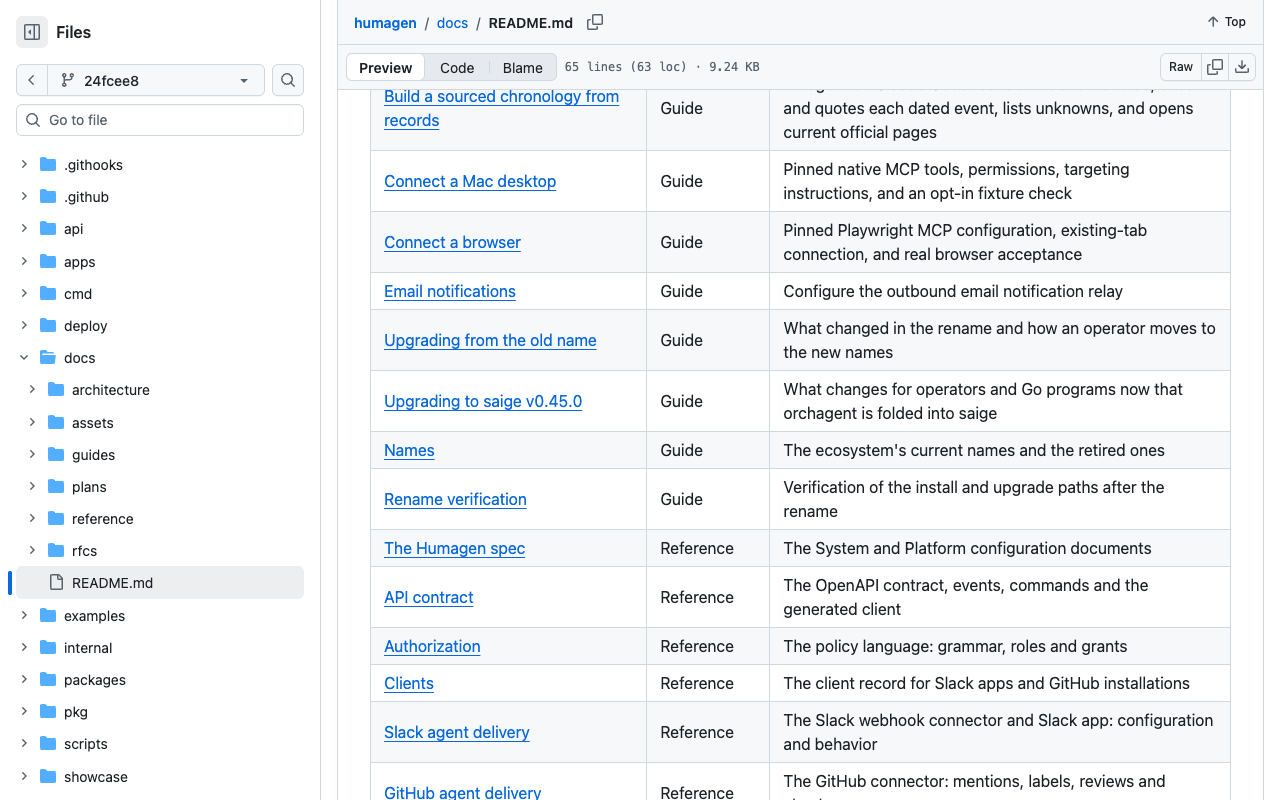 Files
humagen / docs / README.md
Top
24fcee8
Preview Code Blame 65 lines (63 loc) · 9.24 KB Raw
Go to file
.githooks
.github
api
apps
cmd
deploy
docs
architecture
assets
guides
plans
reference
rfcs
README.md
examples
internal
packages
pkg
scripts
showcase
Build a sourced chronology from
records
Guide
and quotes each dated event, lists unknowns, and opens
current official pages
Connect a Mac desktop
Guide
Pinned native MCP tools, permissions, targeting
instructions, and an opt-in fixture check
Connect a browser
Guide
Pinned Playwright MCP configuration, existing-tab
connection, and real browser acceptance
Email notifications
Guide
Configure the outbound email notification relay
Upgrading from the old name
Guide
What changed in the rename and how an operator moves to
the new names
Upgrading to saige v0.45.0
Guide
What changes for operators and Go programs now that
orchagent is folded into saige
Names
Guide
The ecosystem's current names and the retired ones
Rename verification
Guide
Verification of the install and upgrade paths after the
rename
The Humagen spec
Reference
The System and Platform configuration documents
API contract
Reference
The OpenAPI contract, events, commands and the
generated client
Authorization
Reference
The policy language: grammar, roles and grants
Clients
Reference
The client record for Slack apps and GitHub installations
Slack agent delivery
Reference
The Slack webhook connector and Slack app: configuration
and behavior
GitHub agent delivery
Reference
The GitHub connector: mentions, labels, reviews and